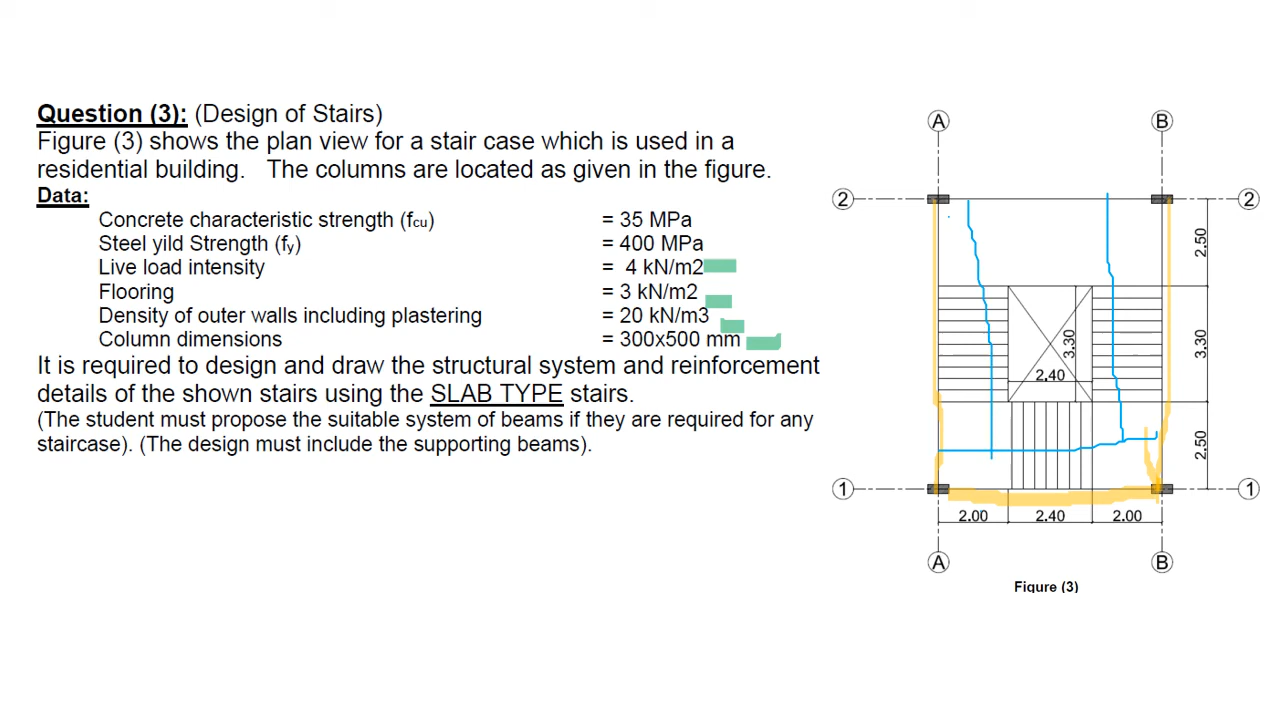 Question (3): (Design of Stairs)
Figure (3) shows the plan view for a stair case which is used in a
residential building. The columns are located as given in the figure.
Data:
Concrete characteristic strength (fcu) = 35 MPa
Steel yild Strength (fy) = 400 MPa
Live load intensity = 4 kN/m2
Flooring = 3 kN/m2
Density of outer walls including plastering = 20 kN/m3
Column dimensions = 300x500 mm
It is required to design and draw the structural system and reinforcement
details of the shown stairs using the SLAB TYPE stairs.
(The student must propose the suitable system of beams if they are required for any
staircase). (The design must include the supporting beams).
A B
2 2
2.50
3.30 3.30
2.40
2.50
1 1
2.00 2.40 2.00
A B
Figure (3)